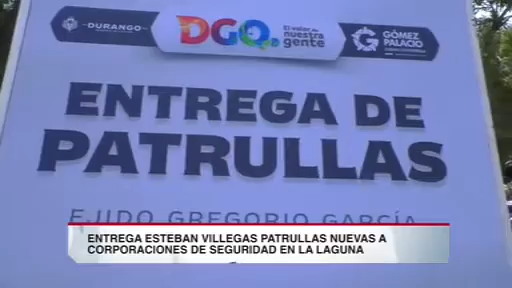 DURANGO
DGO
El valor de
nuestra
gente
GÓMEZ
PALACIO
ENTREGA DE
PATRULLAS
EJIDO GREGORIO GARCÍA
ENTREGA ESTEBAN VILLEGAS PATRULLAS NUEVAS A
CORPORACIONES DE SEGURIDAD EN LA LAGUNA